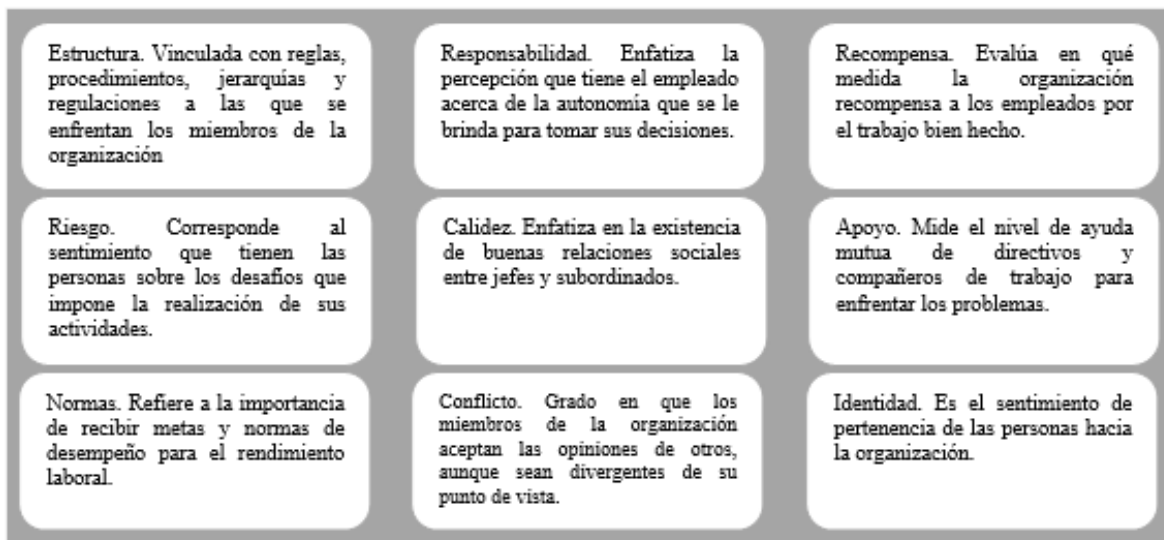 Estructura. Vinculada con reglas,
procedimientos, jerarquías y
regulaciones a las que se
enfrentan los miembros de la
organización
Responsabilidad. Enfatiza la
percepción que tiene el empleado
acerca de la autonomía que se le
brinda para tomar sus decisiones.
Recompensa. Evalúa en qué
medida la organización
recompensa a los empleados por
el trabajo bien hecho.
Riesgo. Corresponde al
sentimiento que tienen las
personas sobre los desafíos que
impone la realización de sus
actividades.
Calidez. Enfatiza en la existencia
de buenas relaciones sociales
entre jefes y subordinados.
Apoyo. Mide el nivel de ayuda
mutua de directivos y
compañeros de trabajo para
enfrentar los problemas.
Normas. Refiere a la importancia
de recibir metas y normas de
desempeño para el rendimiento
laboral.
Conflicto. Grado en que los
miembros de la organización
aceptan las opiniones de otros,
aunque sean divergentes de su
punto de vista.
Identidad. Es el sentimiento de
pertenencia de las personas hacia
la organización.